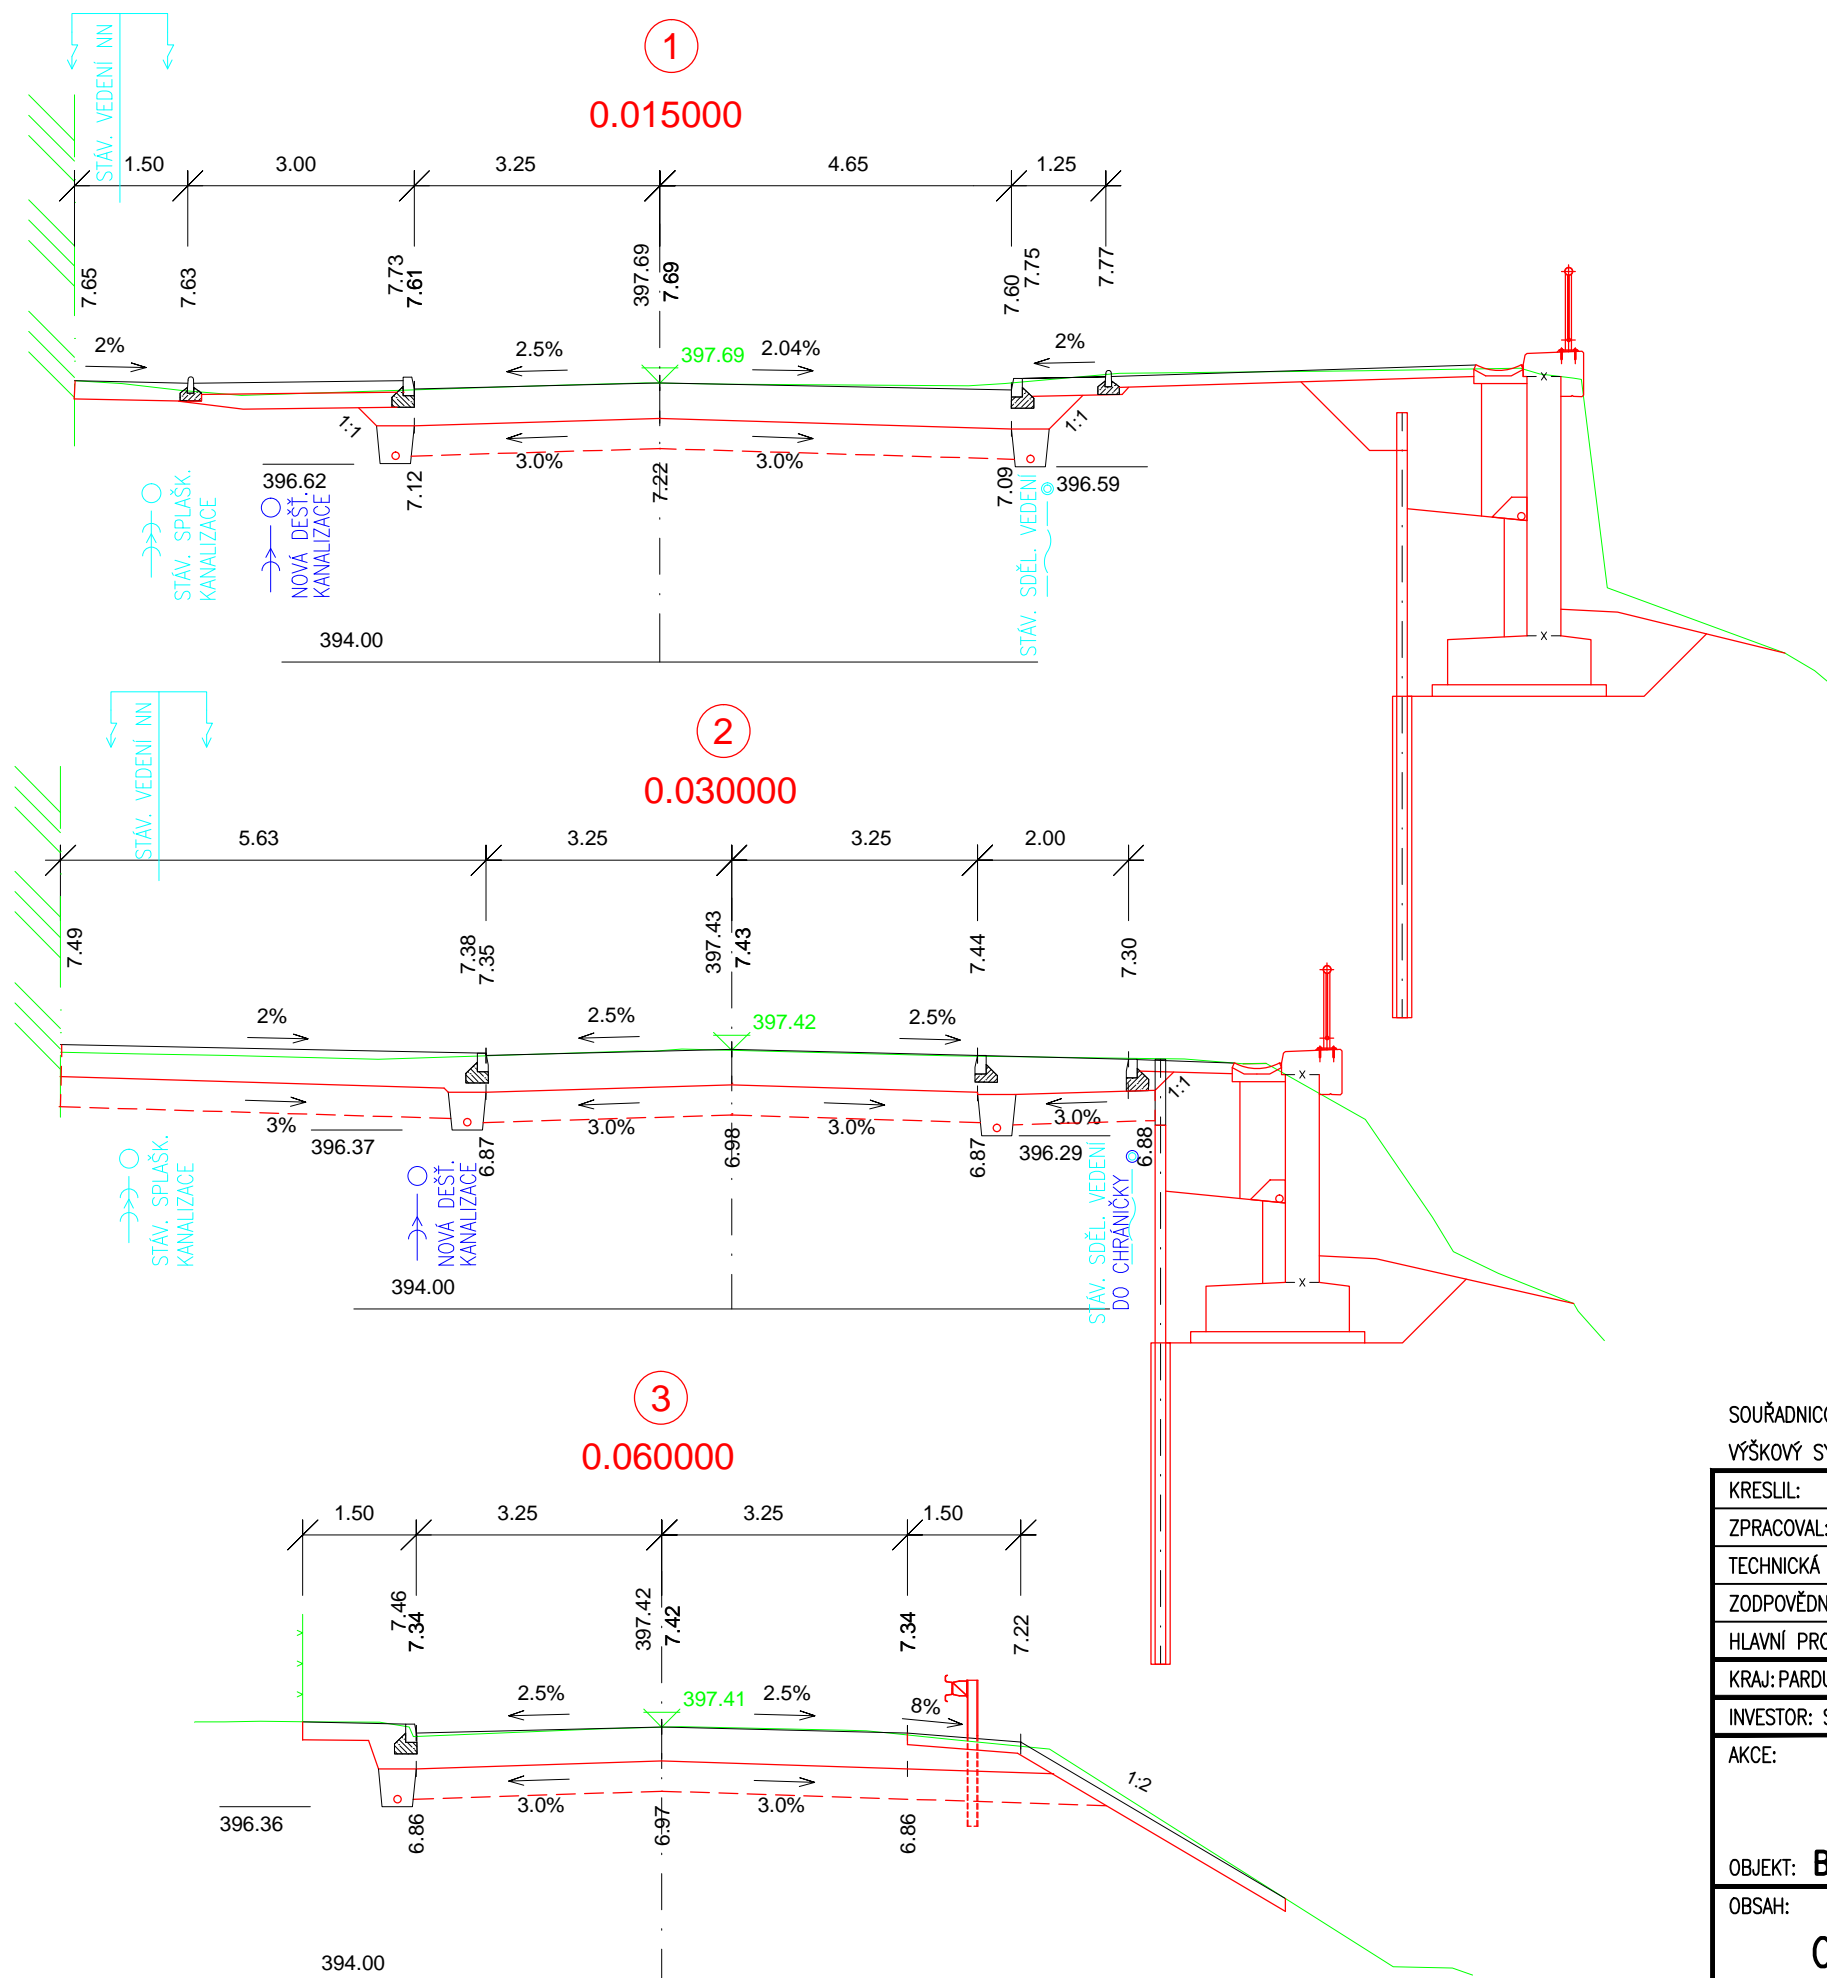 STÁV. VEDENÍ NN
1
0.015000
1.50
3.00
3.25
4.65
1.25
7.65
7.63
7.73
7.61
397.69
7.69
7.60
7.75
7.77
2%
2.5%
397.69
2.04%
2%
1:1
1:1
3.0%
3.0%
396.62
7.12
7.22
7.09
396.59
STÁV. SPLAŠK.
KANALIZACE
NOVÁ DEŠŤ.
KANALIZACE
STÁV. SDĚL. VEDENÍ
394.00
X
X
STÁV. VEDENÍ NN
2
0.030000
5.63
3.25
3.25
2.00
7.49
7.38
7.35
397.43
7.43
7.44
7.30
2%
2.5%
397.42
2.5%
1:1
3%
3.0%
3.0%
3.0%
396.37
6.87
6.98
6.87
396.29
6.88
STÁV. SPLAŠK.
KANALIZACE
NOVÁ DEŠŤ.
KANALIZACE
STÁV. SDĚL. VEDENÍ
DO CHRÁNIČKY
394.00
X
X
3
0.060000
1.50
3.25
3.25
1.50
7.46
7.34
397.42
7.42
7.34
7.22
2.5%
397.41
2.5%
8%
1:2
3.0%
3.0%
396.36
6.86
6.97
6.86
394.00
SOUŘADNICO
VÝŠKOVÝ SY
KRESLIL:
ZPRACOVAL:
TECHNICKÁ
ZODPOVĚDN
HLAVNÍ PRO
KRAJ: PARDU
INVESTOR: S
AKCE:
OBJEKT: B
OBSAH: